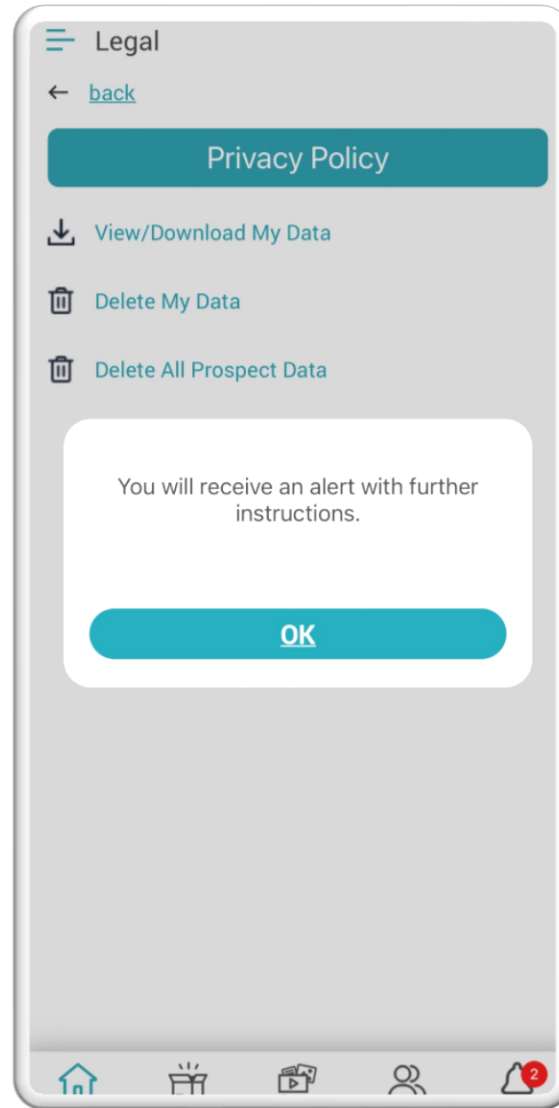 Legal
back
Privacy Policy
View/Download My Data
Delete My Data
Delete All Prospect Data
You will receive an alert with further
instructions.
OK
2